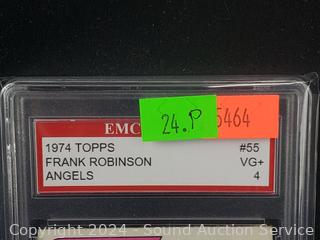 EMC
24.P
5464
1974 TOPPS #55
FRANK ROBINSON VG+
ANGELS 4
Copyright 2024 - Sound Auction Service